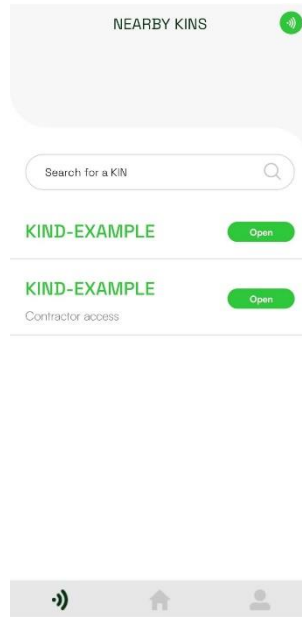 NEARBY KINS
Search for a KIN
KIND-EXAMPLE
Open
KIND-EXAMPLE
Open
Contractor access